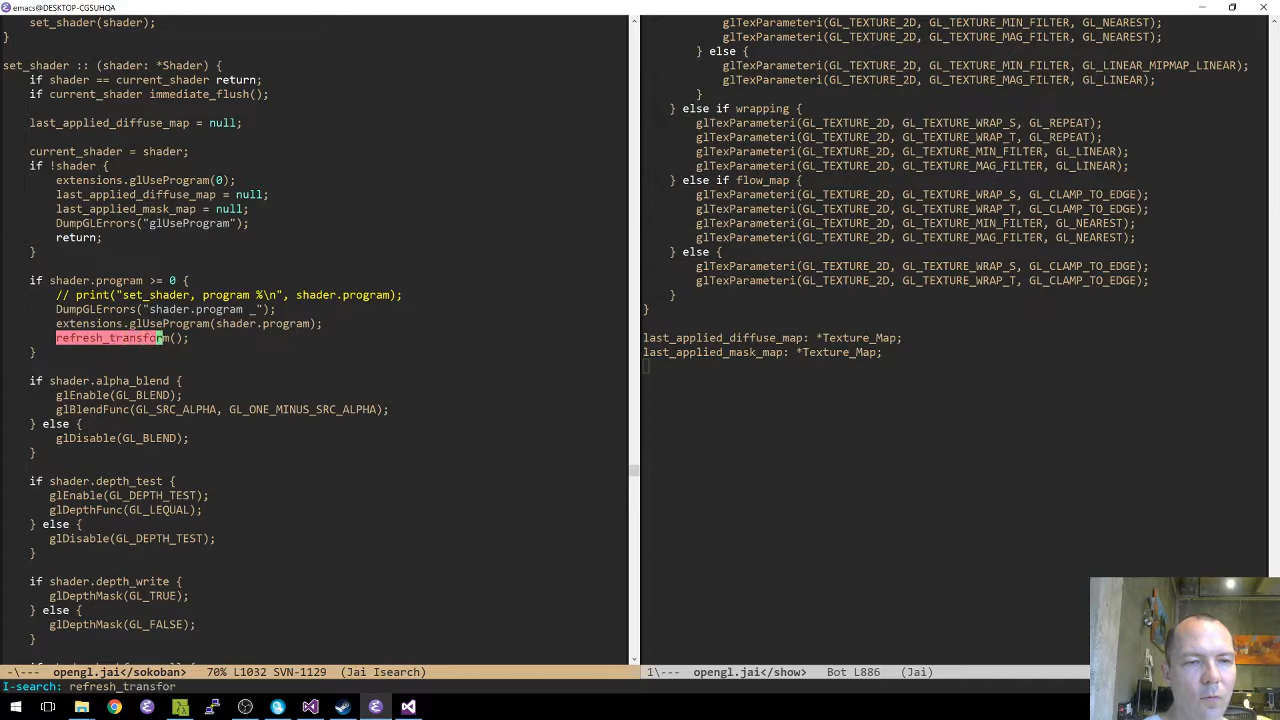 emacs@DESKTOP-CGSUHQA
set_shader(shader);
}
set_shader :: (shader: *Shader) {
if shader == current_shader return;
if current_shader immediate_flush();
last_applied_diffuse_map = null;
current_shader = shader;
if !shader {
extensions.glUseProgram(0);
last_applied_diffuse_map = null;
last_applied_mask_map = null;
DumpGLErrors("glUseProgram");
return;
}
if shader.program >= 0 {
// print("set_shader, program %\n", shader.program);
DumpGLErrors("shader.program _");
extensions.glUseProgram(shader.program);
refresh_transform();
}
if shader.alpha_blend {
glEnable(GL_BLEND);
glBlendFunc(GL_SRC_ALPHA, GL_ONE_MINUS_SRC_ALPHA);
} else {
glDisable(GL_BLEND);
}
if shader.depth_test {
glEnable(GL_DEPTH_TEST);
glDepthFunc(GL_LEQUAL);
} else {
glDisable(GL_DEPTH_TEST);
}
if shader.depth_write {
glDepthMask(GL_TRUE);
} else {
glDepthMask(GL_FALSE);
}
-\--- opengl.jai</sokoban> 70% L1032 SVN-1129 (Jai Isearch)
I-search: refresh_transfor
glTexParameteri(GL_TEXTURE_2D, GL_TEXTURE_MIN_FILTER, GL_NEAREST);
glTexParameteri(GL_TEXTURE_2D, GL_TEXTURE_MAG_FILTER, GL_NEAREST);
} else {
glTexParameteri(GL_TEXTURE_2D, GL_TEXTURE_MIN_FILTER, GL_LINEAR_MIPMAP_LINEAR);
glTexParameteri(GL_TEXTURE_2D, GL_TEXTURE_MAG_FILTER, GL_LINEAR);
}
} else if wrapping {
glTexParameteri(GL_TEXTURE_2D, GL_TEXTURE_WRAP_S, GL_REPEAT);
glTexParameteri(GL_TEXTURE_2D, GL_TEXTURE_WRAP_T, GL_REPEAT);
glTexParameteri(GL_TEXTURE_2D, GL_TEXTURE_MIN_FILTER, GL_LINEAR);
glTexParameteri(GL_TEXTURE_2D, GL_TEXTURE_MAG_FILTER, GL_LINEAR);
} else if flow_map {
glTexParameteri(GL_TEXTURE_2D, GL_TEXTURE_WRAP_S, GL_CLAMP_TO_EDGE);
glTexParameteri(GL_TEXTURE_2D, GL_TEXTURE_WRAP_T, GL_CLAMP_TO_EDGE);
glTexParameteri(GL_TEXTURE_2D, GL_TEXTURE_MIN_FILTER, GL_NEAREST);
glTexParameteri(GL_TEXTURE_2D, GL_TEXTURE_MAG_FILTER, GL_NEAREST);
} else {
glTexParameteri(GL_TEXTURE_2D, GL_TEXTURE_WRAP_S, GL_CLAMP_TO_EDGE);
glTexParameteri(GL_TEXTURE_2D, GL_TEXTURE_WRAP_T, GL_CLAMP_TO_EDGE);
}
}
last_applied_diffuse_map: *Texture_Map;
last_applied_mask_map: *Texture_Map;
1\--- opengl.jai</show> Bot L886 (Jai)